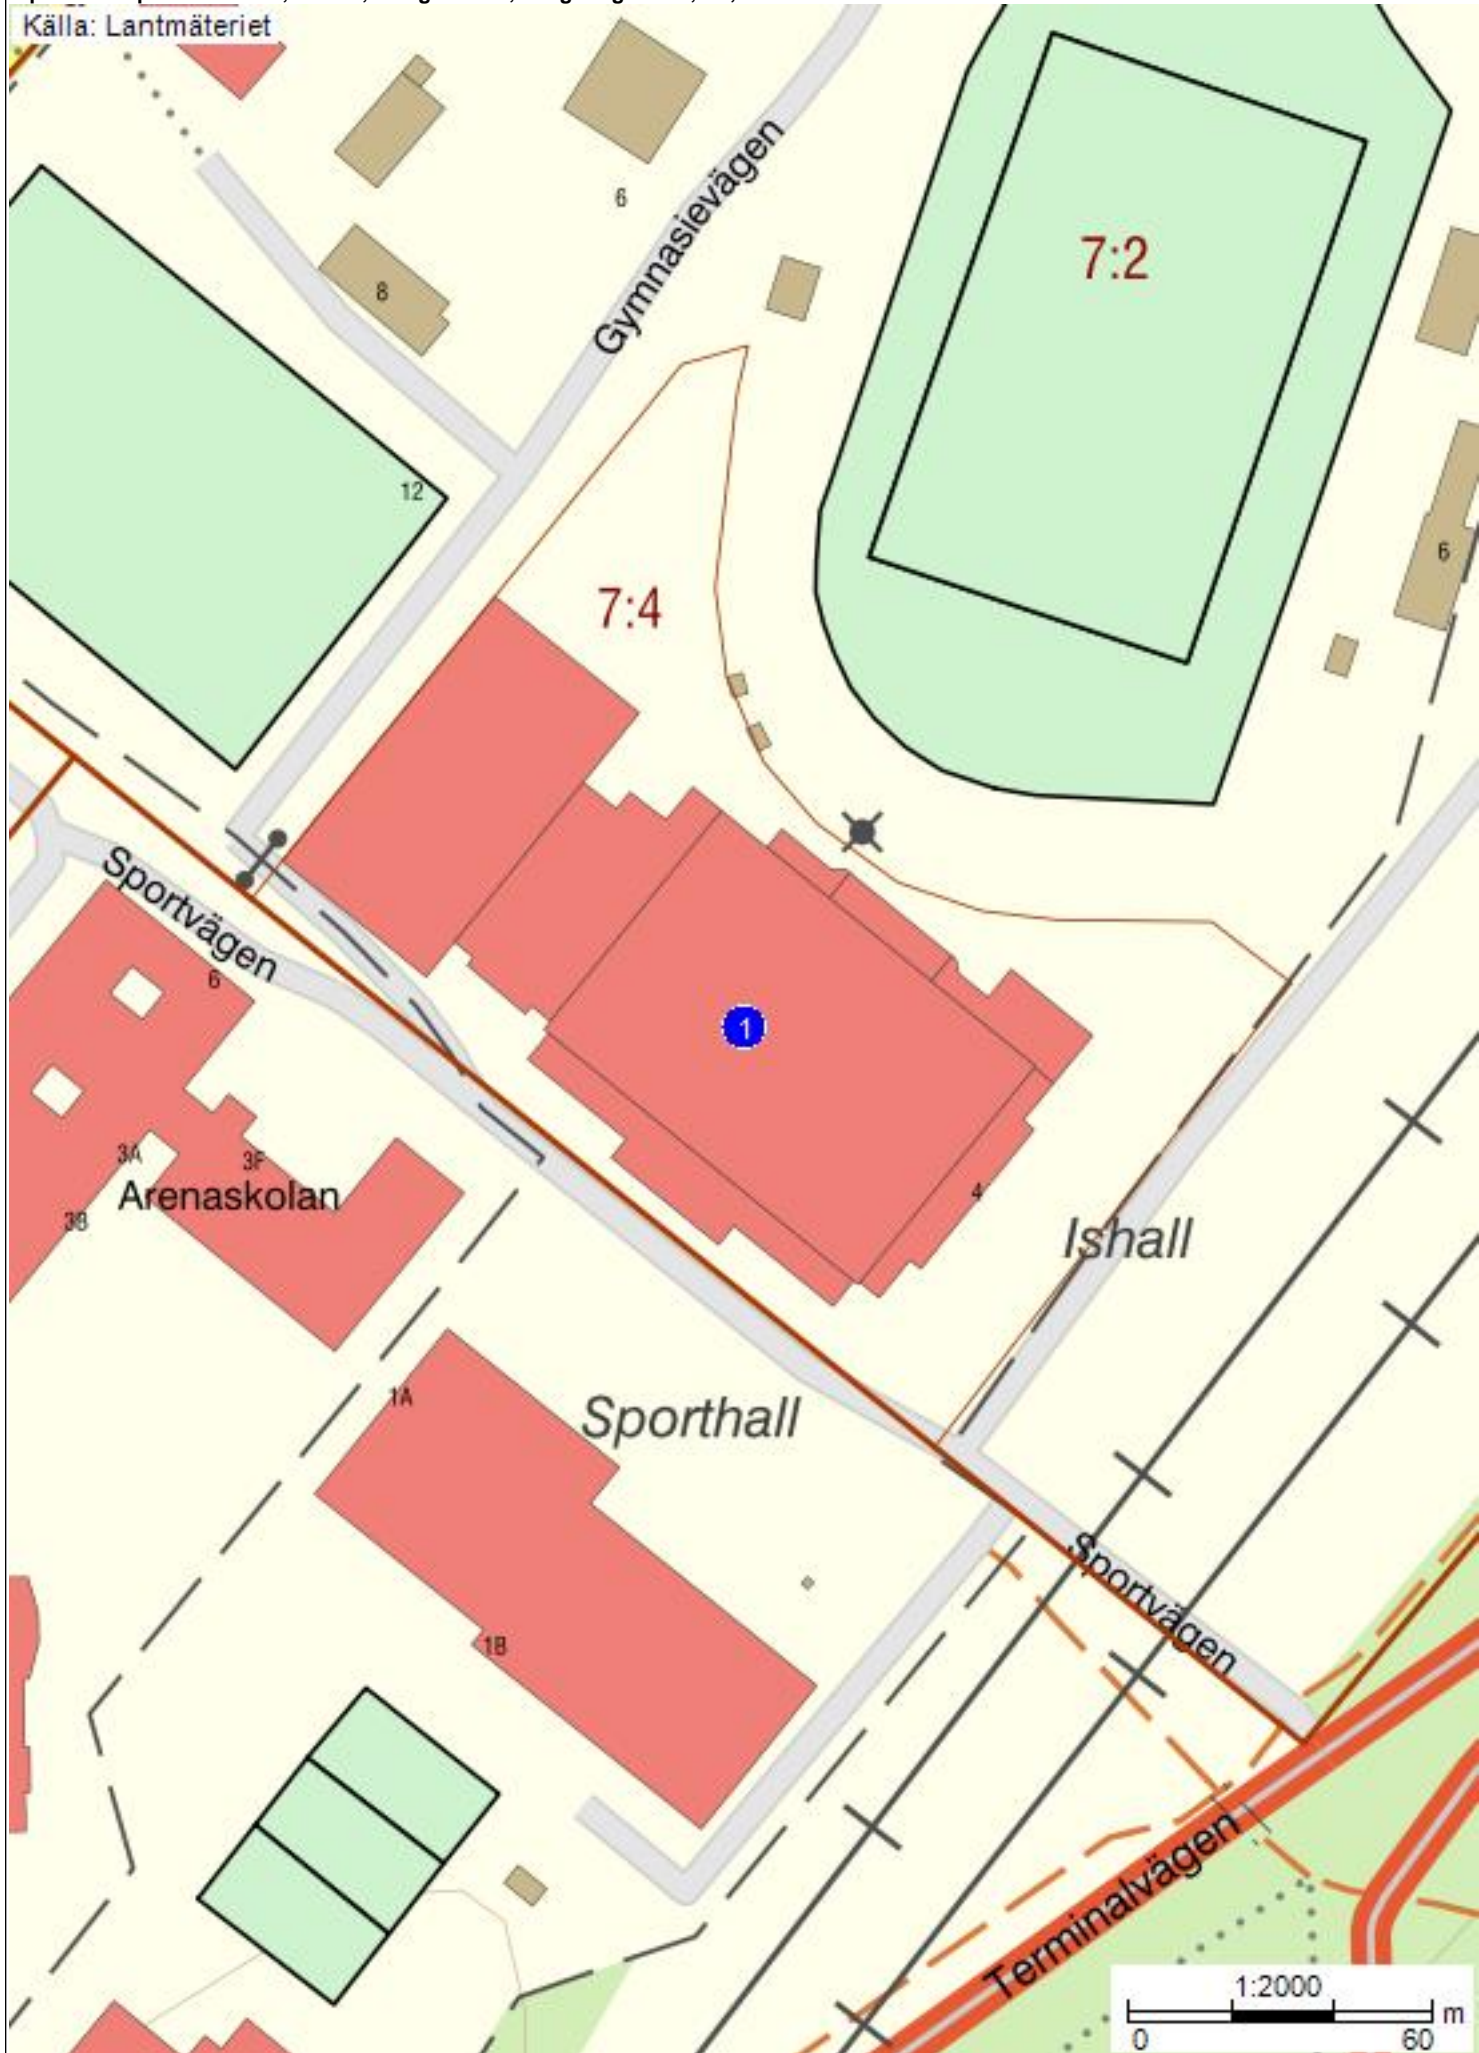 Källa: Lantmäteriet
6
Gymnasievägen
7:2
8
12
6
7:4
Sportvägen
6
1
3A
3F
Arenaskolan
3B
4
Ishall
1A
Sporthall
Sportvägen
1B
Terminalvägen
1:2000
m
0
60